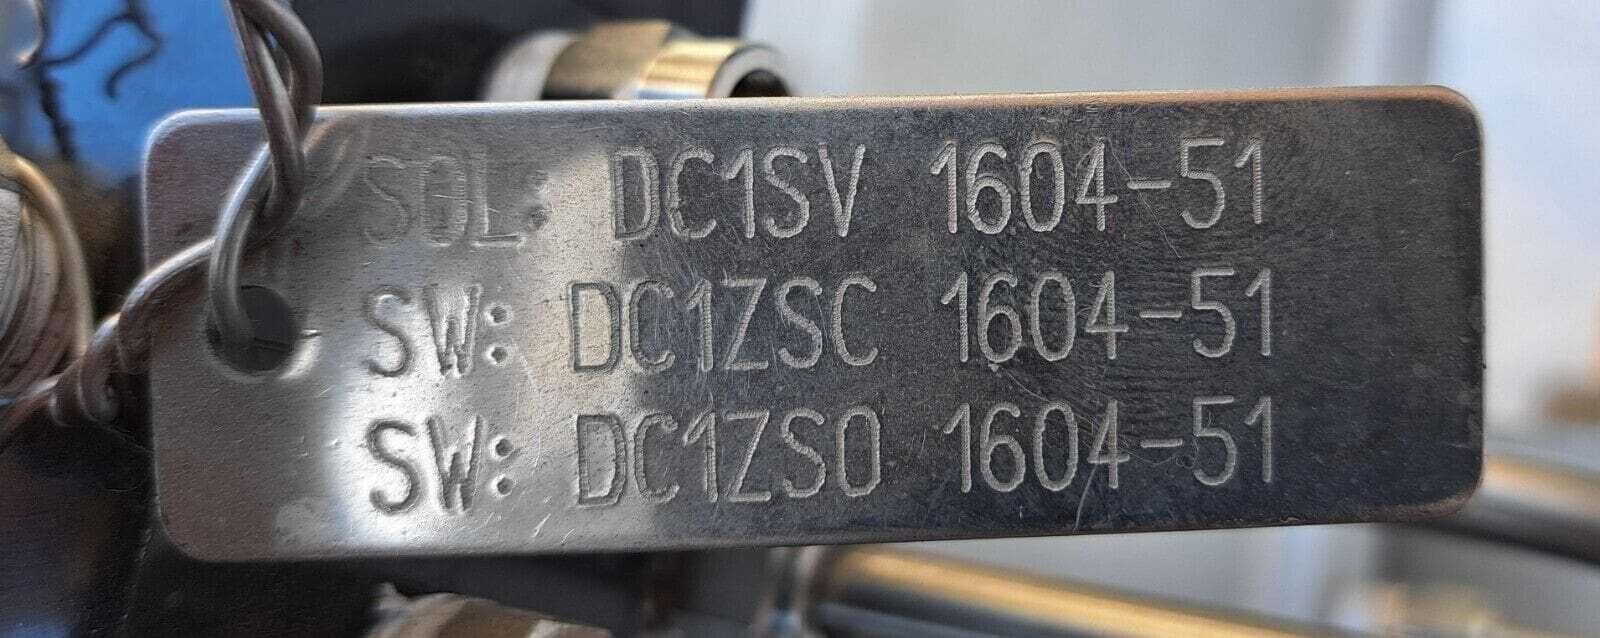 SOL: DC1SV 1604-51
SW: DC1ZSC 1604-51
SW: DC1ZSO 1604-51